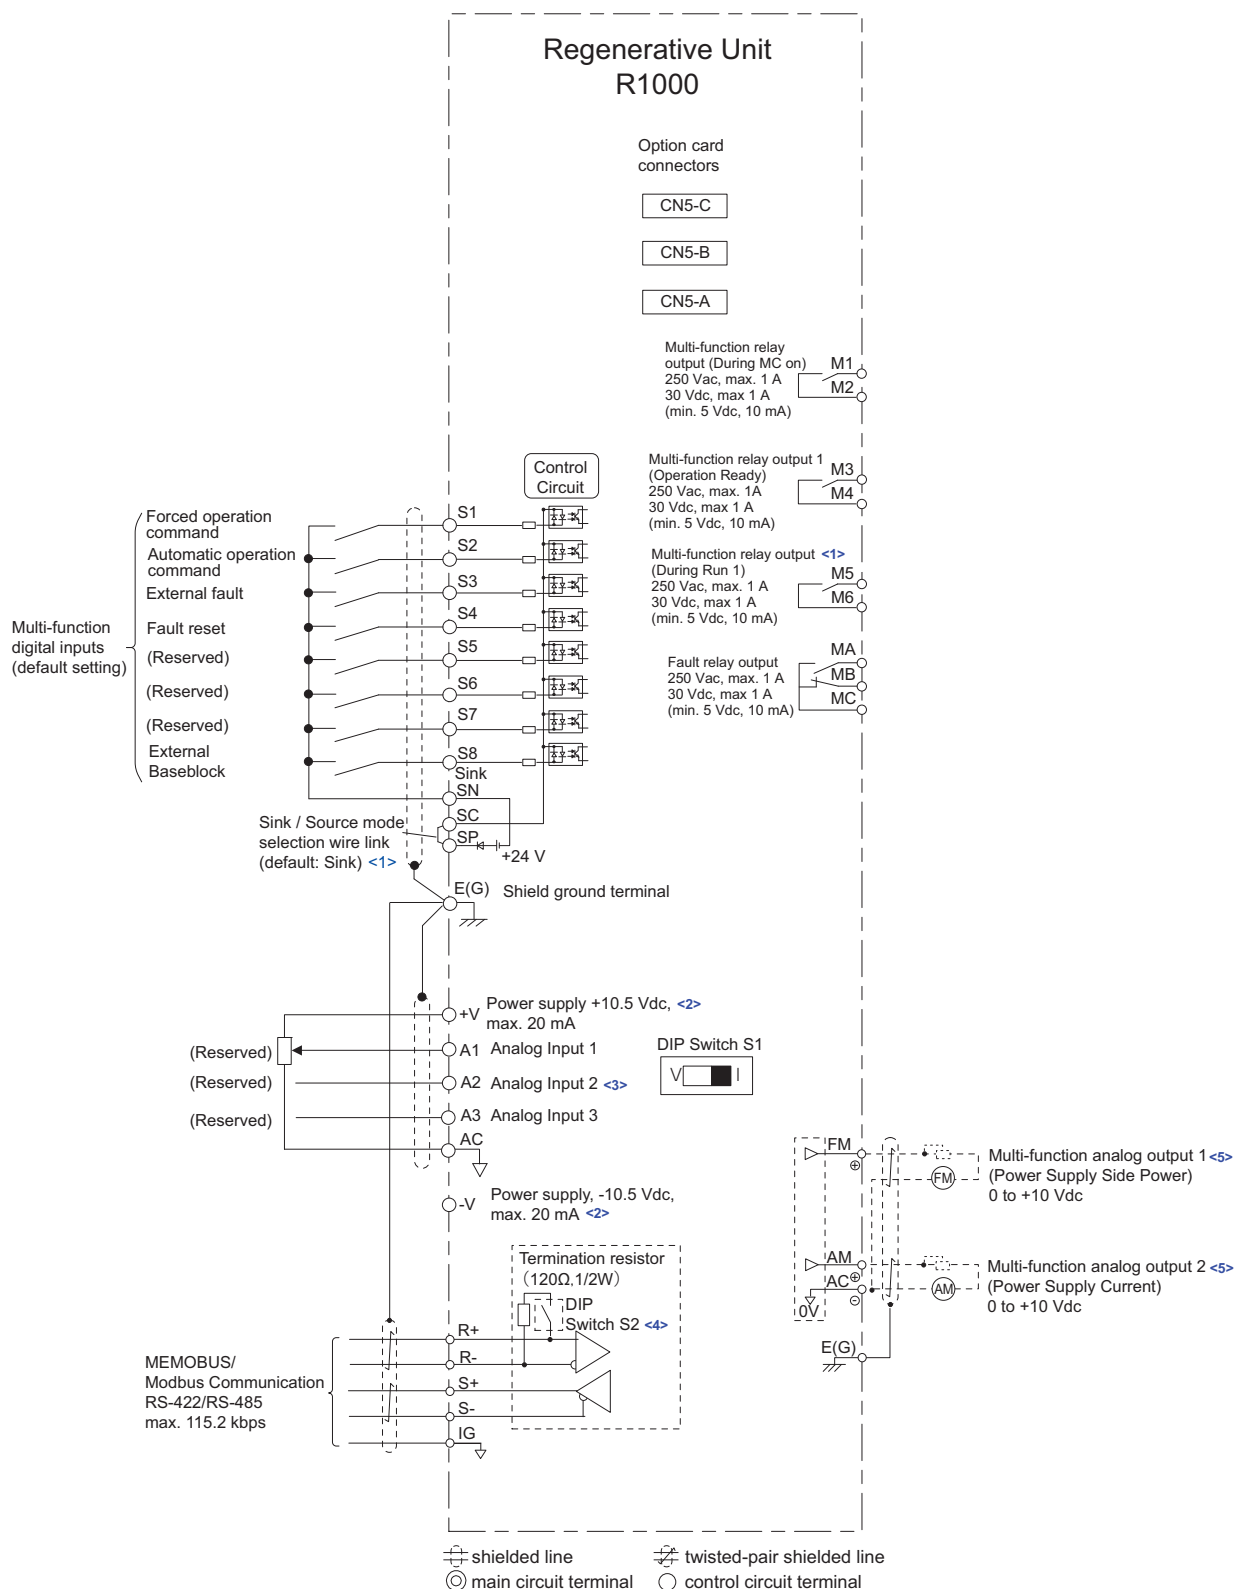 Regenerative Unit
R1000
Option card
connectors
CN5-C
CN5-B
CN5-A
Multi-function relay
output (During MC on)
250 Vac, max. 1 A
30 Vdc, max 1 A
(min. 5 Vdc, 10 mA)
M1
M2
Multi-function relay output 1
(Operation Ready)
250 Vac, max. 1A
30 Vdc, max 1 A
(min. 5 Vdc, 10 mA)
M3
M4
Multi-function relay output <1>
(During Run 1)
250 Vac, max. 1 A
30 Vdc, max 1 A
(min. 5 Vdc, 10 mA)
M5
M6
Fault relay output
250 Vac, max. 1 A
30 Vdc, max 1 A
(min. 5 Vdc, 10 mA)
MA
MB
MC
Control
Circuit
Multi-function
digital inputs
(default setting)
Forced operation
command
S1
Automatic operation
command
S2
External fault
S3
Fault reset
S4
(Reserved)
S5
(Reserved)
S6
(Reserved)
S7
External
Baseblock
S8
Sink
SN
SC
SP
+24 V
Sink / Source mode
selection wire link
(default: Sink) <1>
E(G)
Shield ground terminal
+V
Power supply +10.5 Vdc, <2>
max. 20 mA
(Reserved)
A1
Analog Input 1
(Reserved)
A2
Analog Input 2 <3>
(Reserved)
A3
Analog Input 3
AC
-V
Power supply, -10.5 Vdc,
max. 20 mA <2>
DIP Switch S1
V
I
Termination resistor
(120Ω,1/2W)
DIP
Switch S2 <4>
MEMOBUS/
Modbus Communication
RS-422/RS-485
max. 115.2 kbps
R+
R-
S+
S-
IG
FM
FM
Multi-function analog output 1 <5>
(Power Supply Side Power)
0 to +10 Vdc
AM
AC
0V
AM
Multi-function analog output 2 <5>
(Power Supply Current)
0 to +10 Vdc
E(G)
shielded line
twisted-pair shielded line
main circuit terminal
control circuit terminal